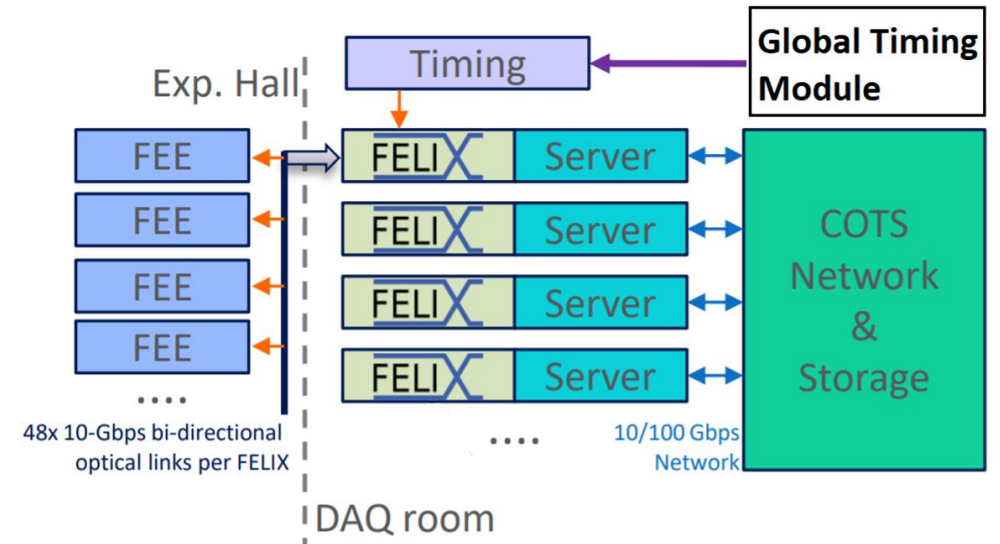 Global Timing
Module
Timing
Exp. Hall
FEE
FELIX
Server
FEE
FELIX
Server
FEE
FELIX
Server
FEE
FELIX
Server
COTS
Network
&
Storage
....
48x 10-Gbps bi-directional
optical links per FELIX
....
10/100 Gbps
Network
DAQ room